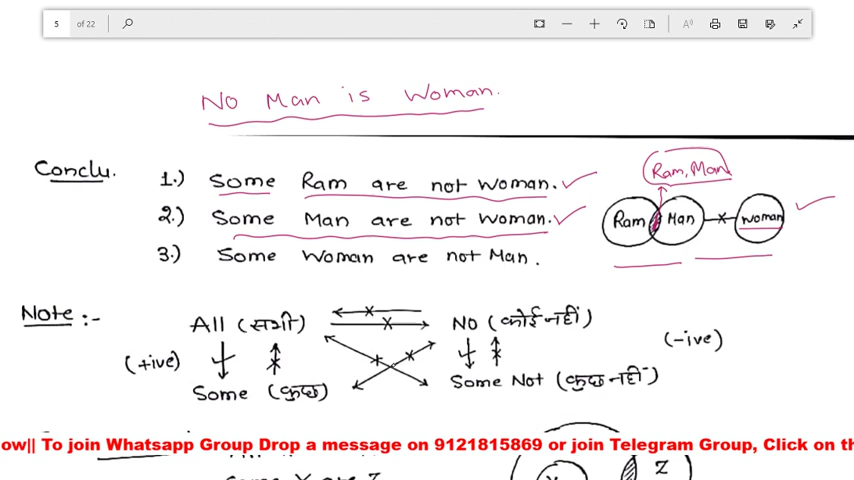 5 of 22
No Man is Woman.
Conclu.
1.) Some Ram are not woman.
2.) Some Man are not woman.
3.) Some Woman are not Man.
Ram, Man
Ram Man woman
Note :-
All (सभी) No (कोई नहीं)
(+ive) (-ive)
Some (कुछ) Some Not (कुछ नहीं)
ow|| To join Whatsapp Group Drop a message on 9121815869 or join Telegram Group, Click on th
Z